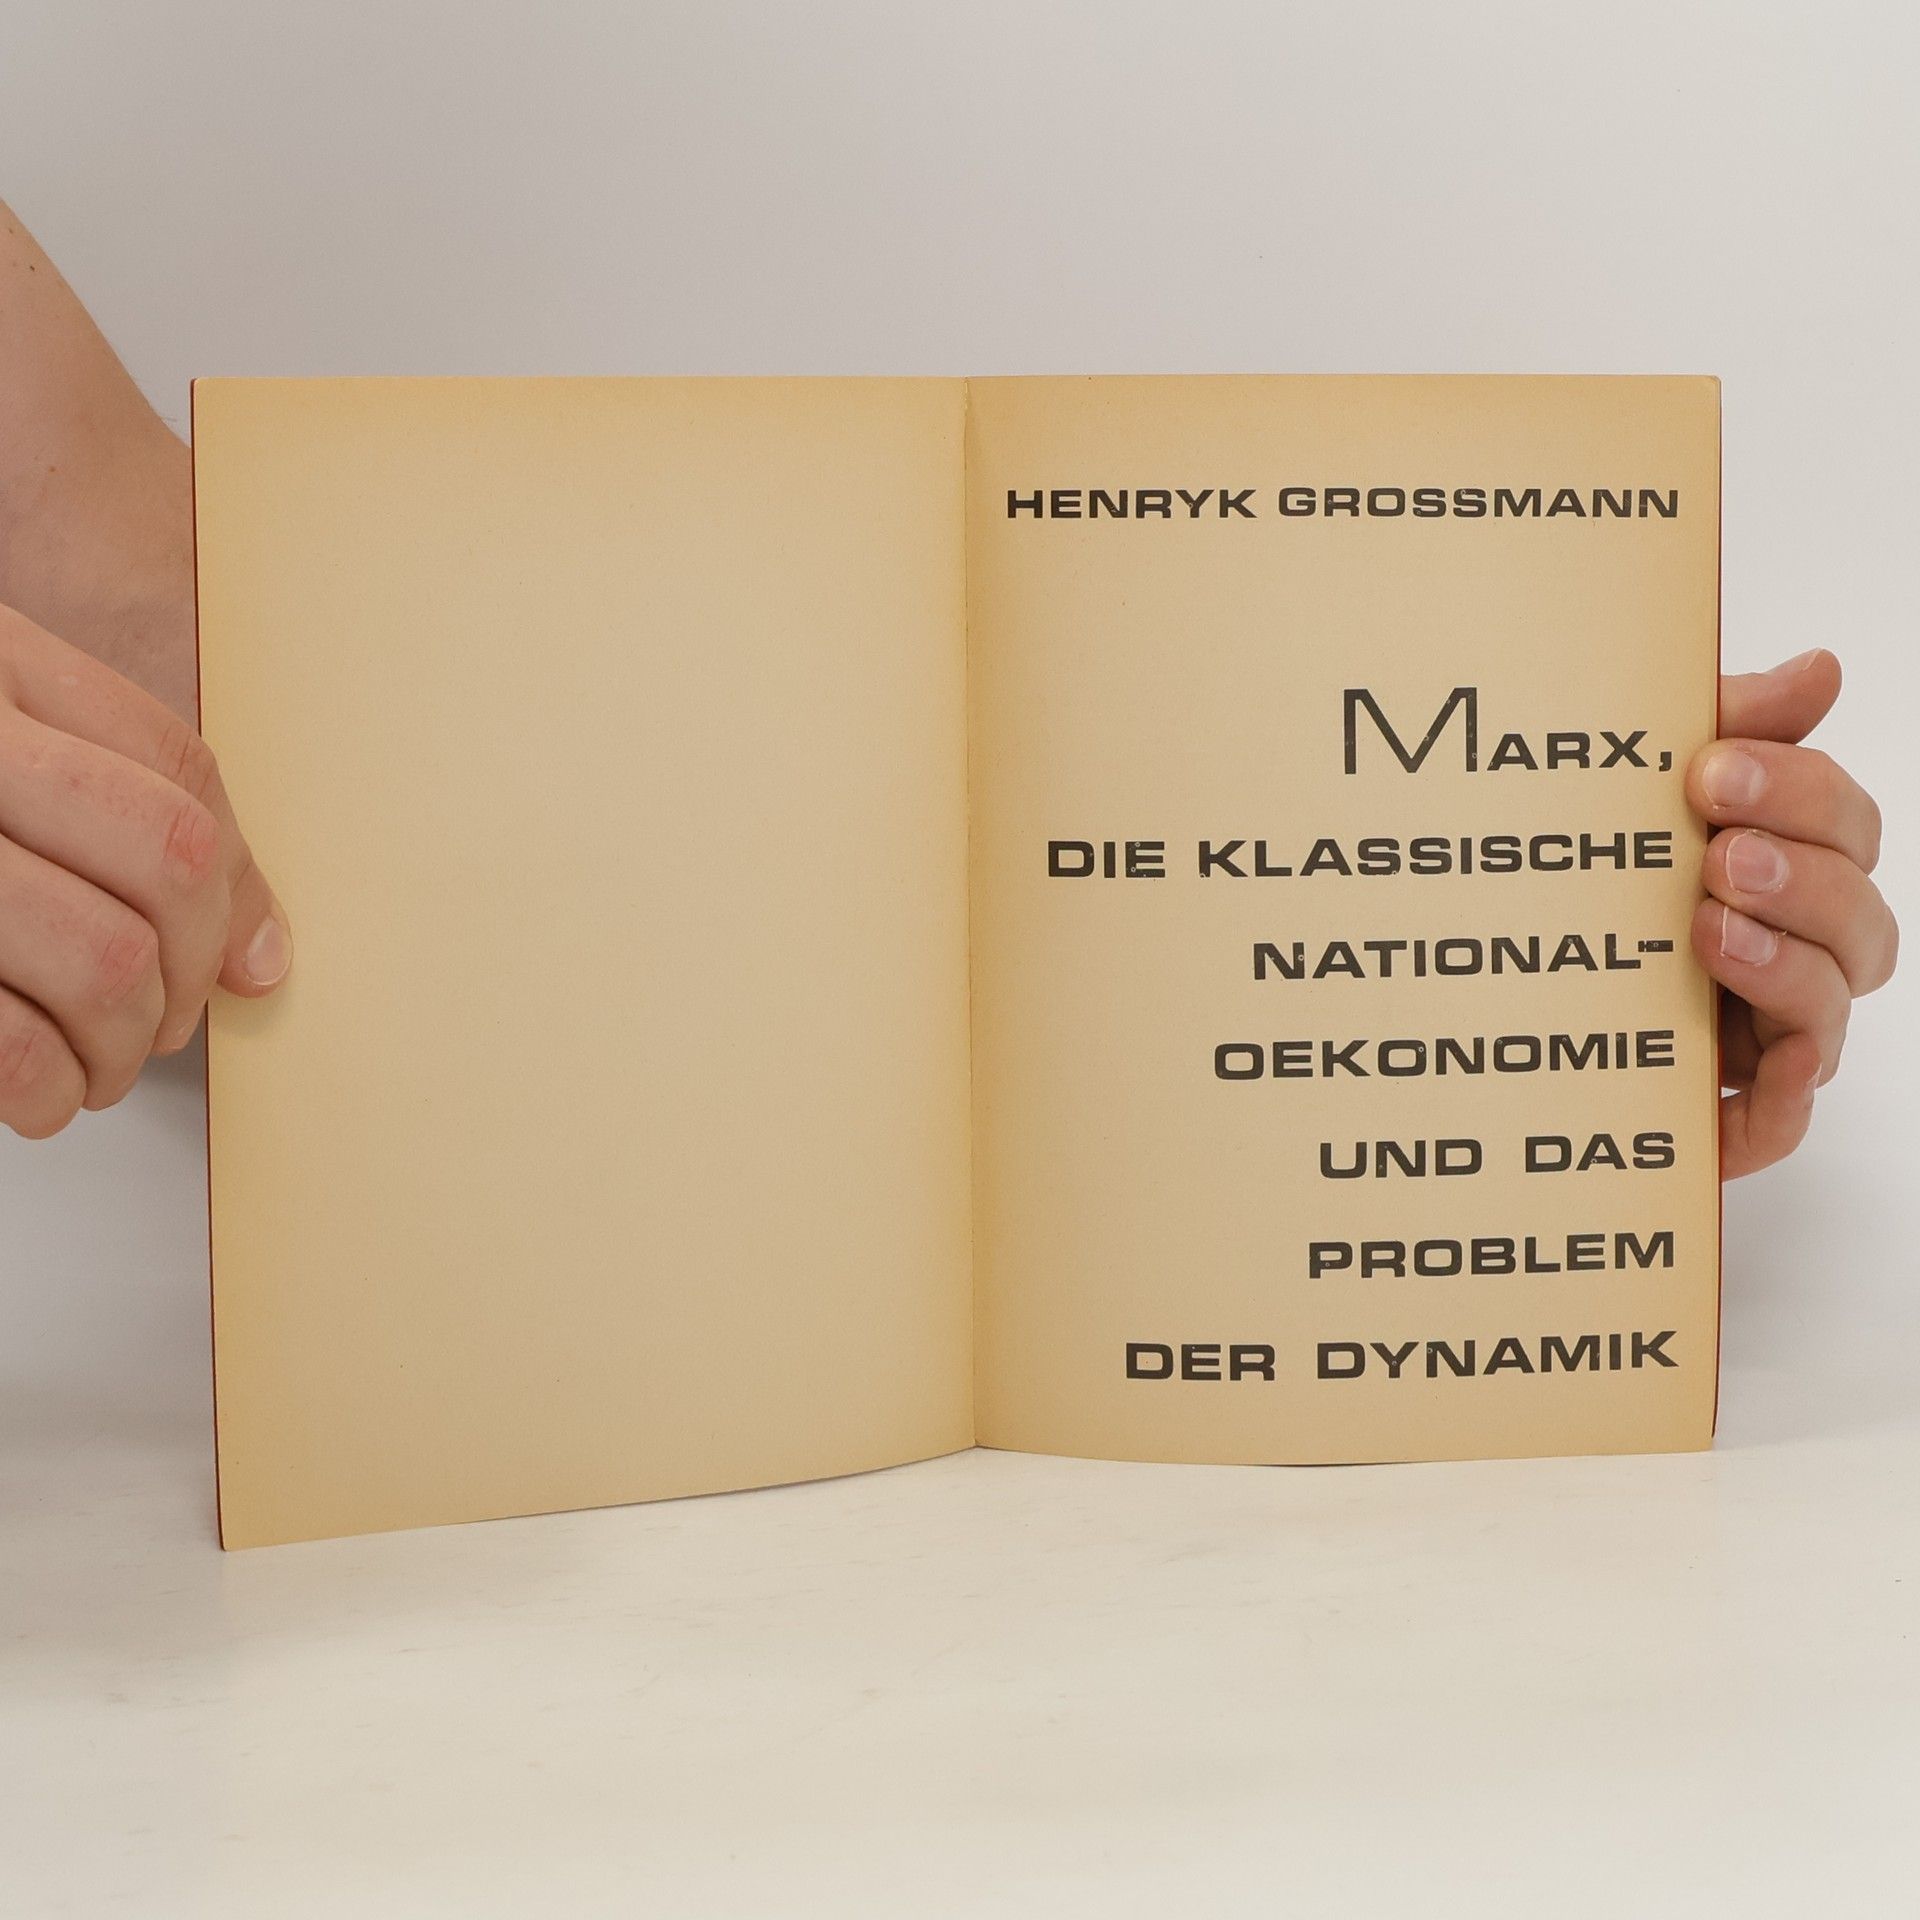 HENRYK GROSSMANN
MARX,
DIE KLASSISCHE
NATIONAL-
OEKONOMIE
UND DAS
PROBLEM
DER DYNAMIK